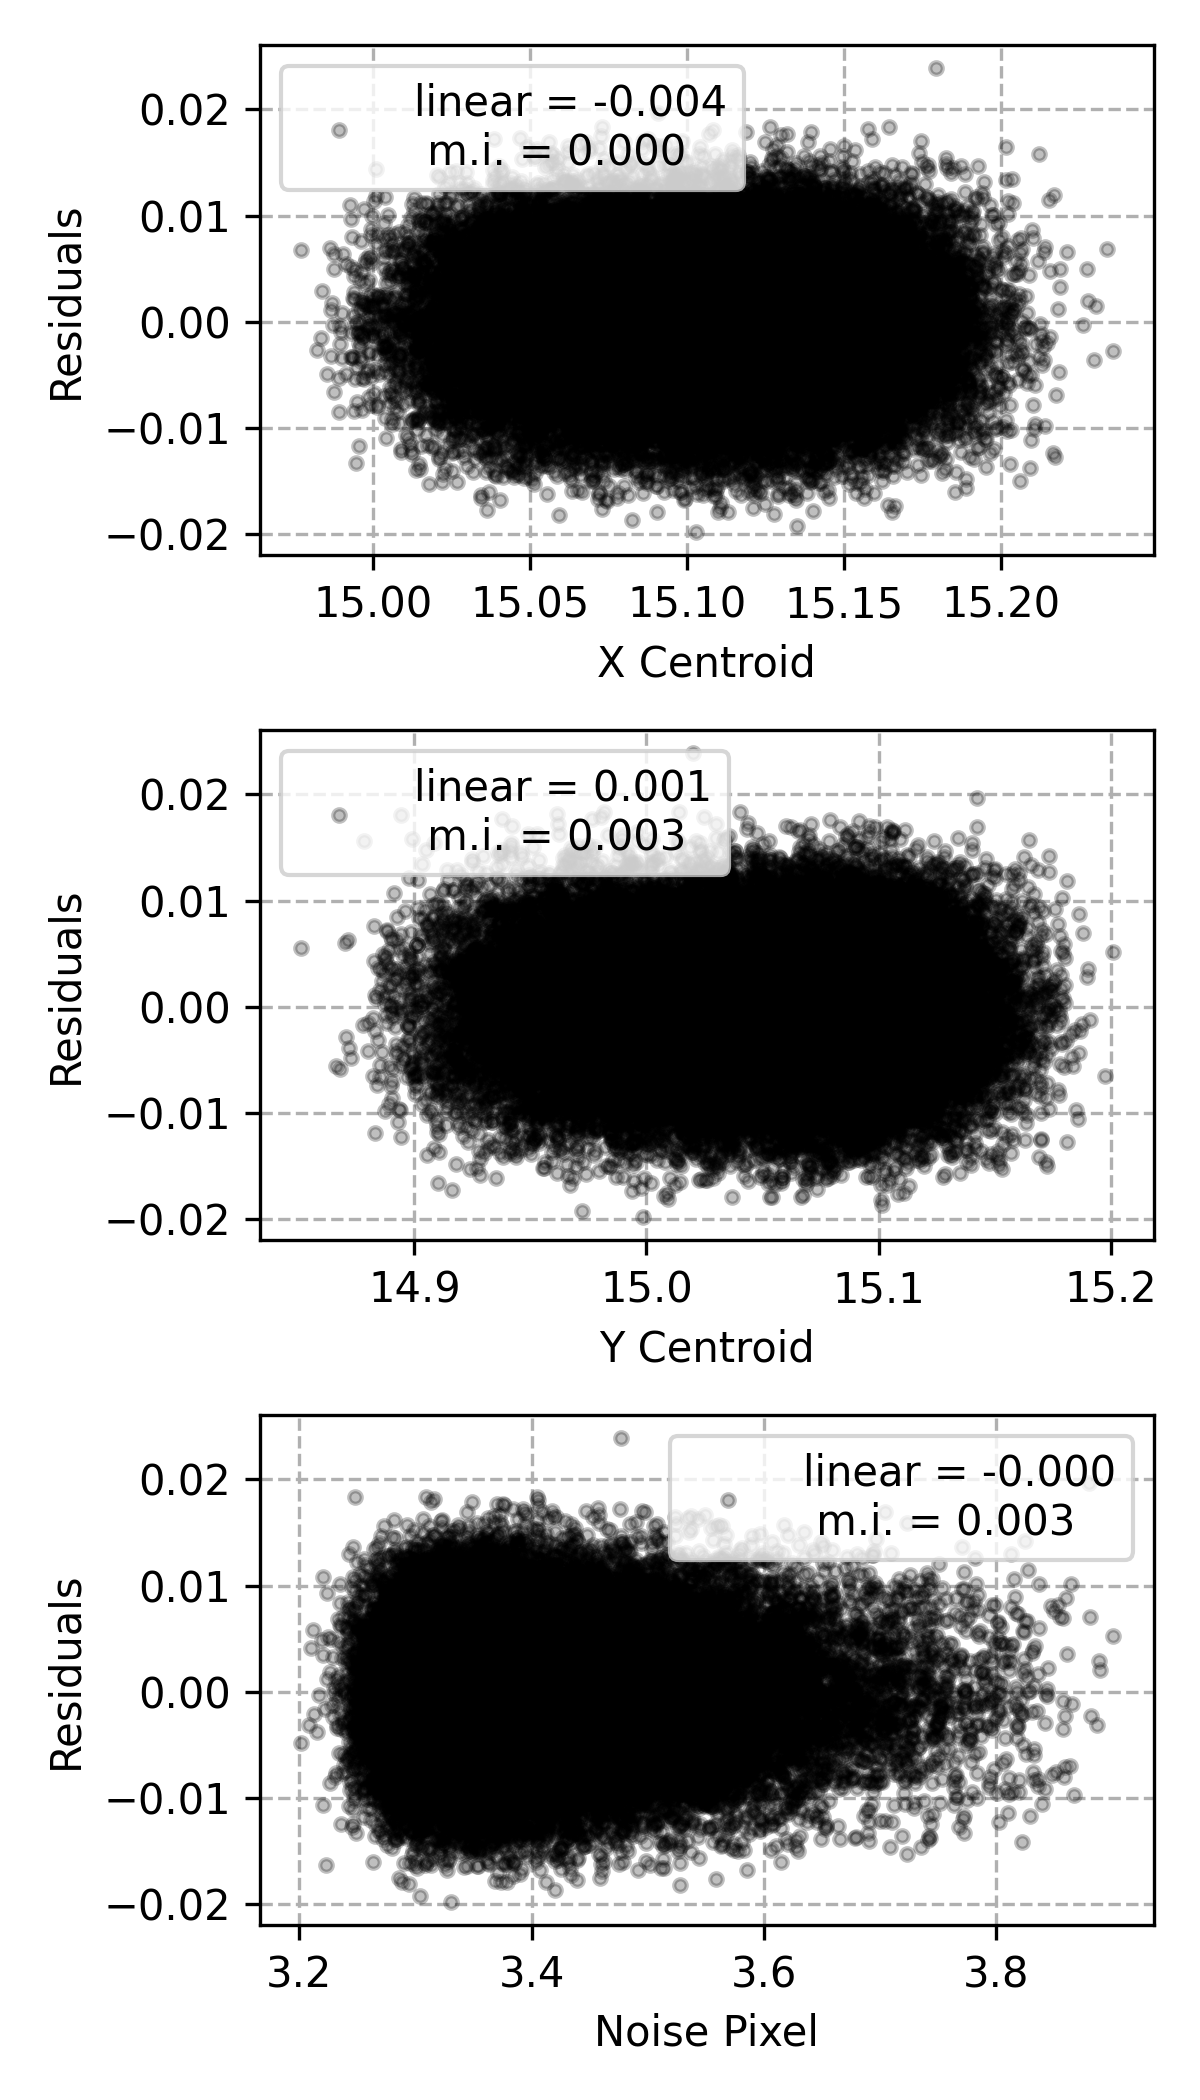 linear = -0.004
m.i. = 0.000
0.02
0.01
0.00
−0.01
−0.02
Residuals
15.00 15.05 15.10 15.15 15.20
X Centroid
linear = 0.001
m.i. = 0.003
0.02
0.01
0.00
−0.01
−0.02
Residuals
14.9 15.0 15.1 15.2
Y Centroid
linear = -0.000
m.i. = 0.003
0.02
0.01
0.00
−0.01
−0.02
Residuals
3.2 3.4 3.6 3.8
Noise Pixel